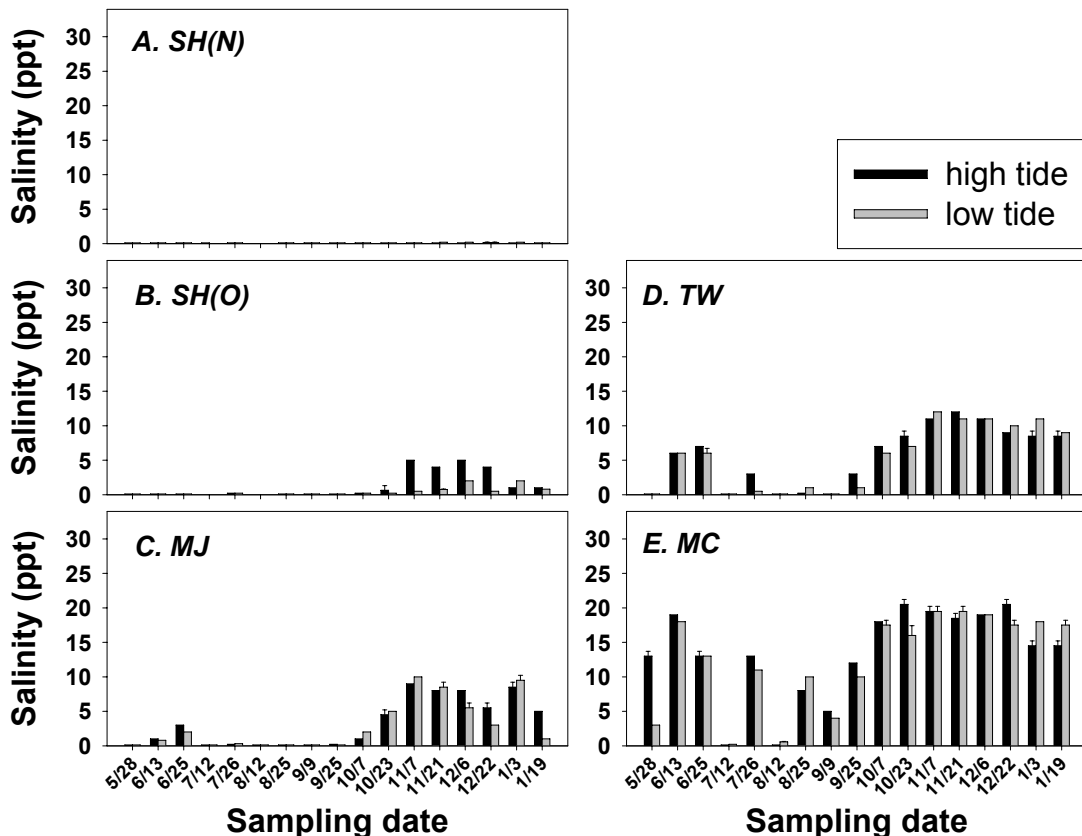 Salinity (ppt)
30
25
20
15
10
5
0
A. SH(N)
high tide
low tide
Salinity (ppt)
30
25
20
15
10
5
0
B. SH(O)
D. TW
30
25
20
15
10
5
0
Salinity (ppt)
30
25
20
15
10
5
0
C. MJ
E. MC
30
25
20
15
10
5
0
5/28 6/13 6/25 7/12 7/26 8/12 8/25 9/9 9/25 10/7 10/23 11/7 11/21 12/6 12/22 1/3 1/19
5/28 6/13 6/25 7/12 7/26 8/12 8/25 9/9 9/25 10/7 10/23 11/7 11/21 12/6 12/22 1/3 1/19
Sampling date
Sampling date